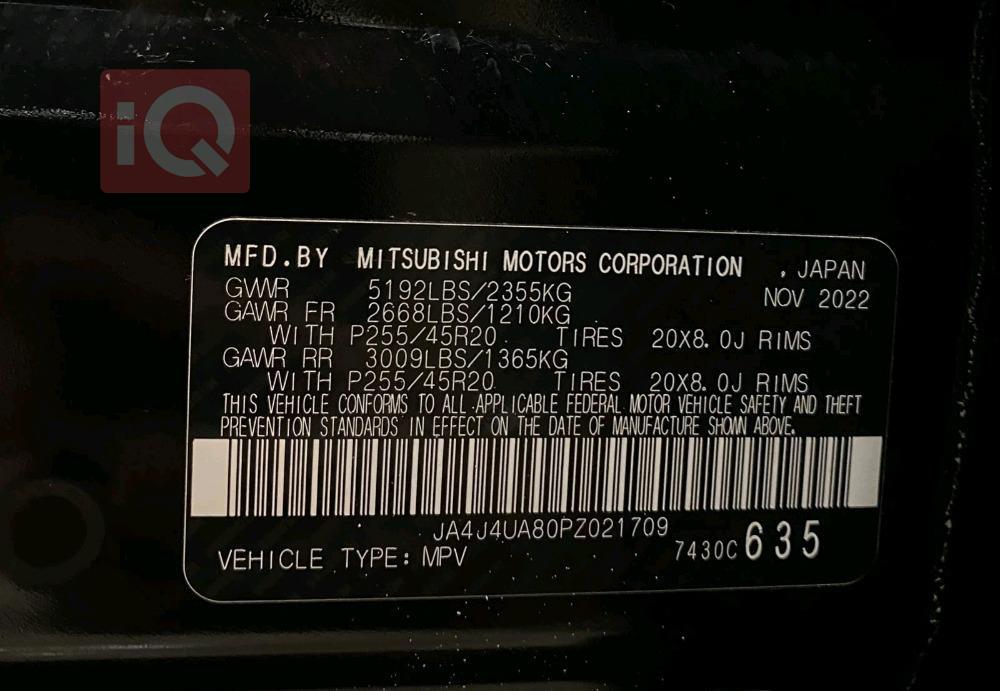 iQ
MFD.BY MITSUBISHI MOTORS CORPORATION , JAPAN
GVWR 5192LBS/2355KG NOV 2022
GAWR FR 2668LBS/1210KG
WITH P255/45R20 TIRES 20X8.0J RIMS
GAWR RR 3009LBS/1365KG
WITH P255/45R20 TIRES 20X8.0J RIMS
THIS VEHICLE CONFORMS TO ALL APPLICABLE FEDERAL MOTOR VEHICLE SAFETY AND THEFT
PREVENTION STANDARDS IN EFFECT ON THE DATE OF MANUFACTURE SHOWN ABOVE.
JA4J4UA80PZ021709
VEHICLE TYPE: MPV 7430C 635